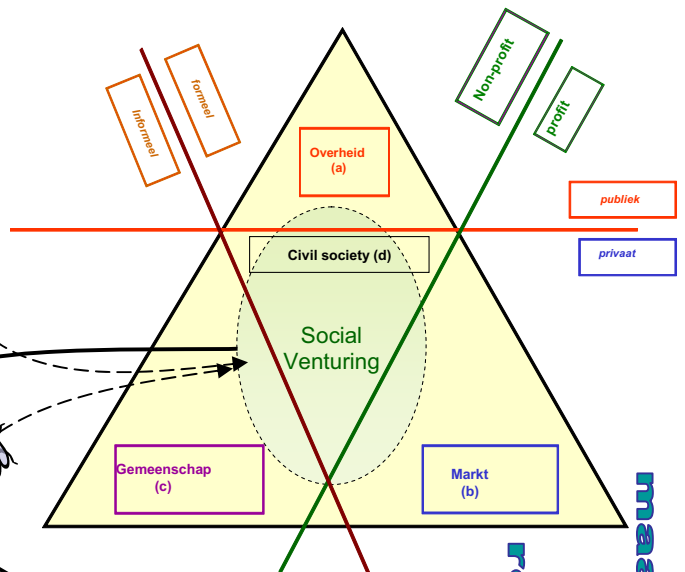 Informeel
formeel
Non-profit
profit
Overheid
(a)
publiek
privaat
Civil society (d)
Social
Venturing
Gemeenschap
(c)
Markt
(b)